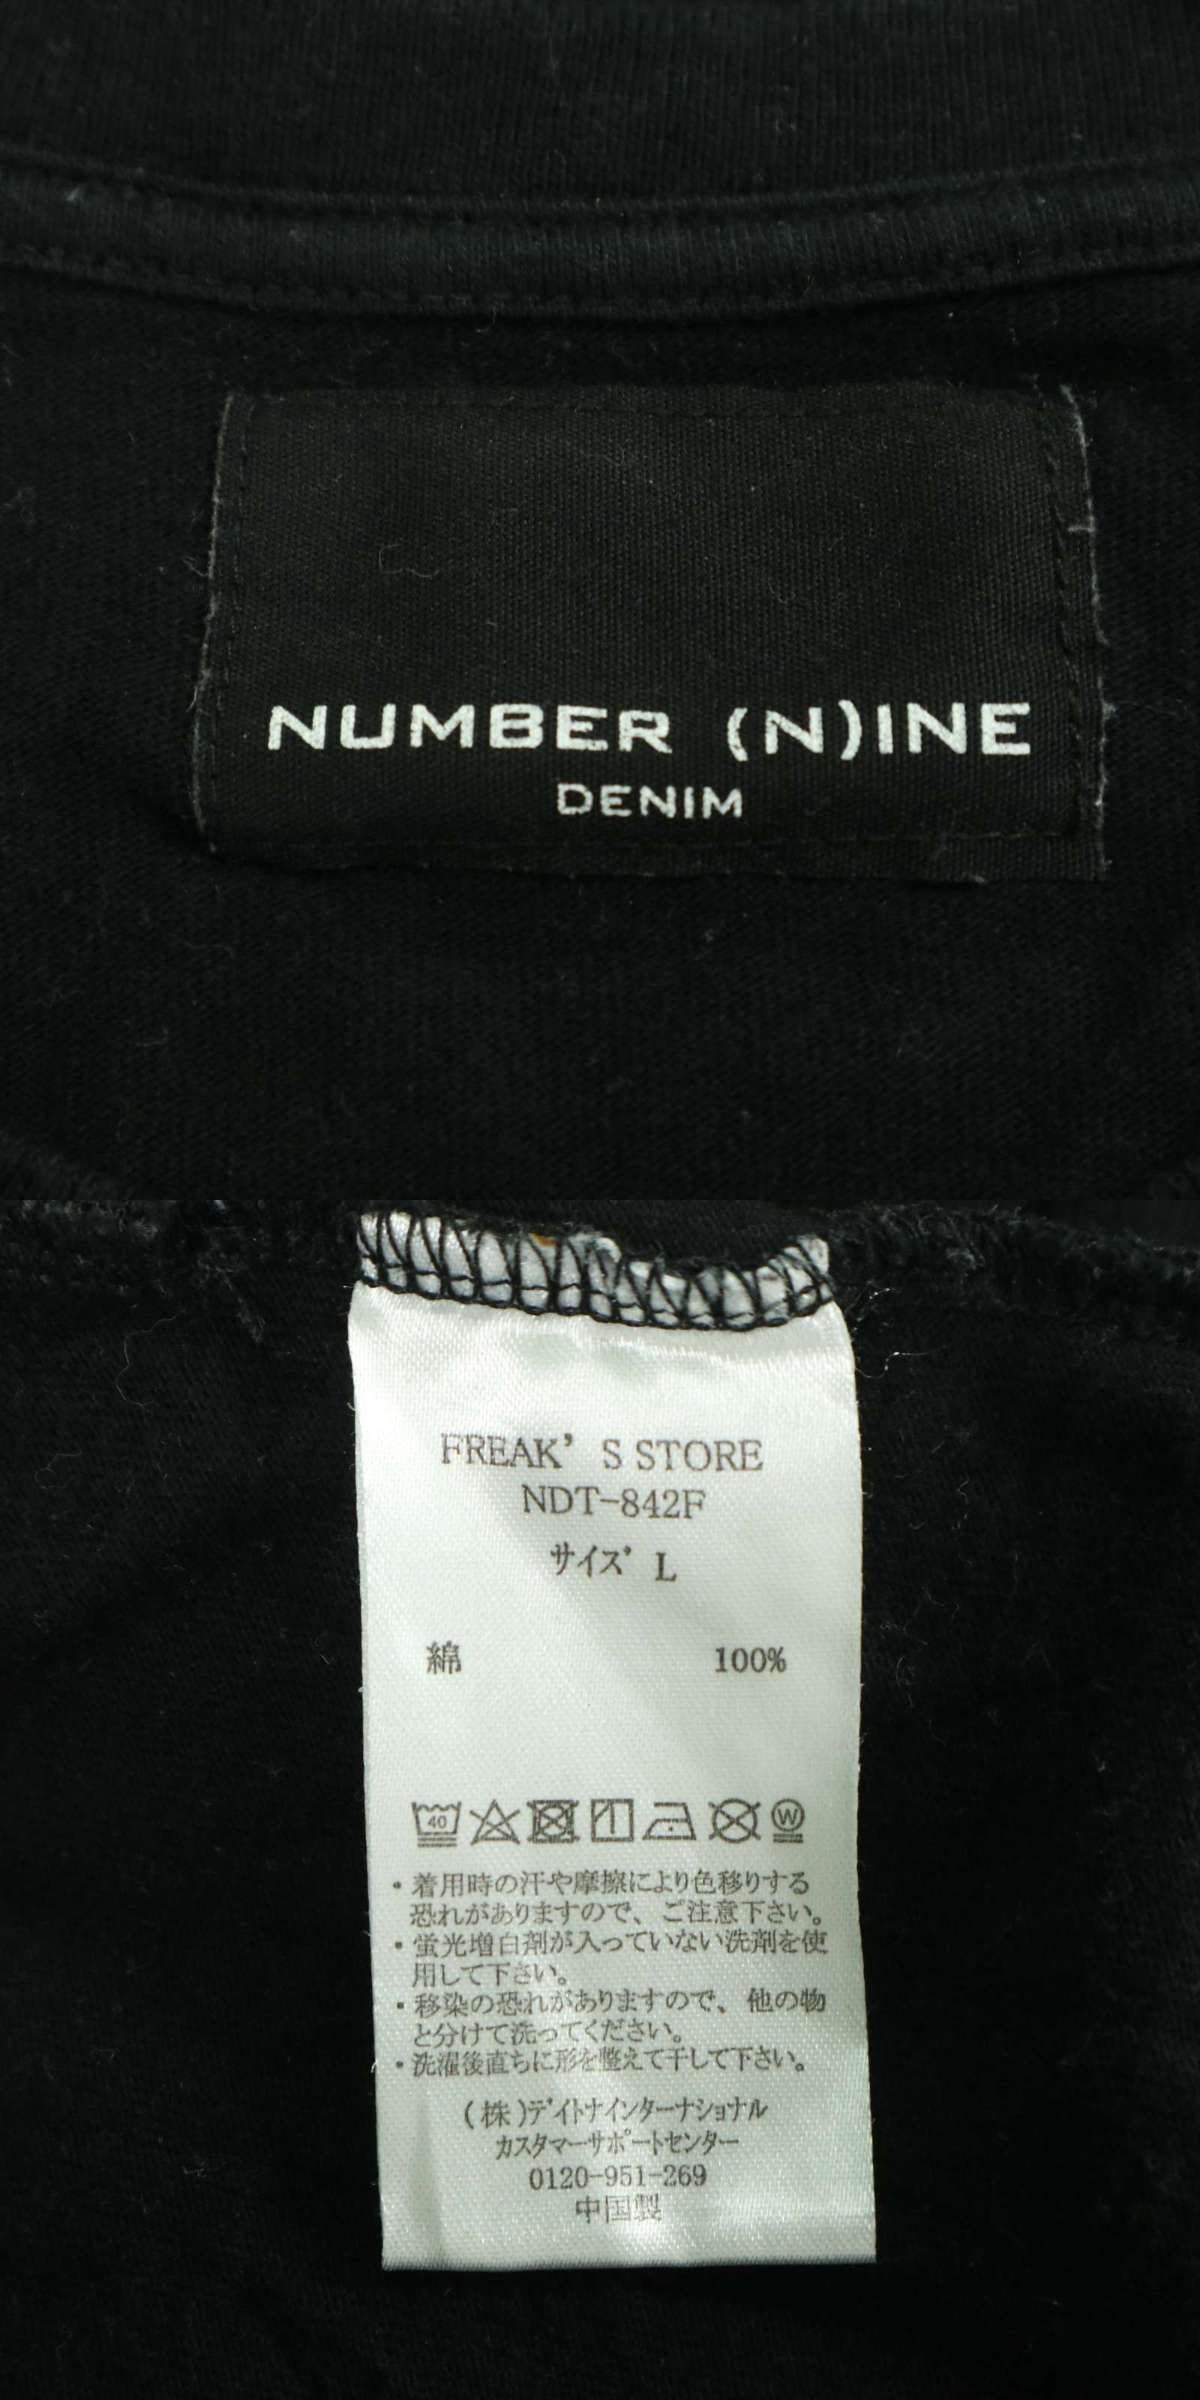 NUMBER (N)INE
DENIM
FREAK'S STORE
NDT-842F
サイズ L
綿 100%
40 W
・着用時の汗や摩擦により色移りする
恐れがありますので、ご注意下さい。
・蛍光増白剤が入っていない洗剤を使
用して下さい。
・移染の恐れがありますので、他の物
と分けて洗ってください。
・洗濯後直ちに形を整えて干して下さい。
(株)デイトナインターナショナル
カスタマーサポートセンター
0120-951-269
中国製